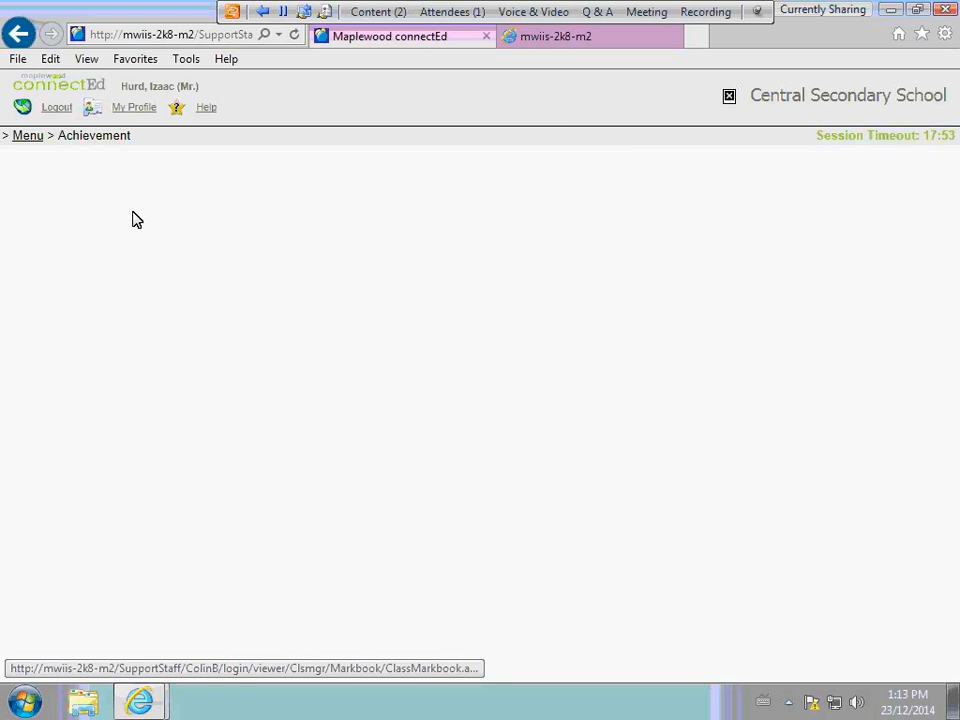 Content (2) Attendees (1) Voice & Video Q & A Meeting Recording Currently Sharing
http://mwiis-2k8-m2/SupportSta Maplewood connectEd mwiis-2k8-m2
File Edit View Favorites Tools Help
maplewood
connectEd Hurd, Izaac (Mr.)
Central Secondary School
Logout My Profile Help
> Menu > Achievement Session Timeout: 17:53
http://mwiis-2k8-m2/SupportStaff/ColinB/login/viewer/Clsmgr/Markbook/ClassMarkbook.a...
1:13 PM
23/12/2014